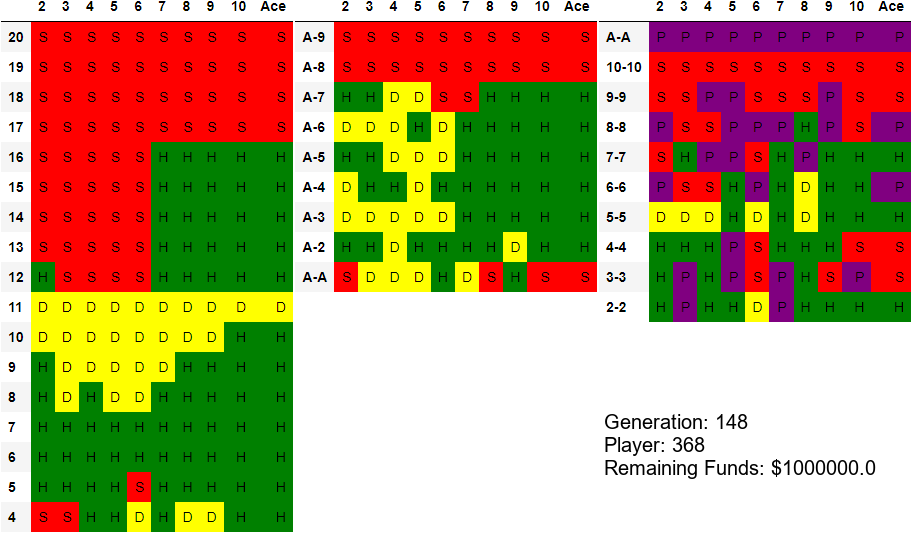 2 3 4 5 6 7 8 9 10 Ace 2 3 4 5 6 7 8 9 10 Ace 2 3 4 5 6 7 8 9 10 Ace
20 S S S S S S S S S S A-9 S S S S S S S S S S A-A P P P P P P P P P P
19 S S S S S S S S S S A-8 S S S S S S S S S S 10-10 S S S S S S S S S S
18 S S S S S S S S S S A-7 H H D D S S H H H H 9-9 S S P P S S S P S S
17 S S S S S S S S S S A-6 D D D H D H H H H H 8-8 P S S P P P H P S P
16 S S S S S H H H H H A-5 H H D D D H H H H H 7-7 S H P P S H P H H H
15 S S S S S H H H H H A-4 D H H D H H H H H H 6-6 P S S H P H D H H P
14 S S S S S H H H H H A-3 D D D D D H H H H H 5-5 D D D H D H D H H H
13 S S S S S H H H H H A-2 H H D H H H H D H H 4-4 H H H P S H H H S S
12 H S S S S H H H H H A-A S D D D H D S H S S 3-3 H P H P S P H S P S
11 D D D D D D D D D D 2-2 H P H H D P H H H H
10 D D D D D D D D H H
9 H D D D D D H H H H
8 H D H D D H H H H H
7 H H H H H H H H H H
6 H H H H H H H H H H
5 H H H H S H H H H H
4 S S H H D H D D H H
Generation: 148
Player: 368
Remaining Funds: $1000000.0